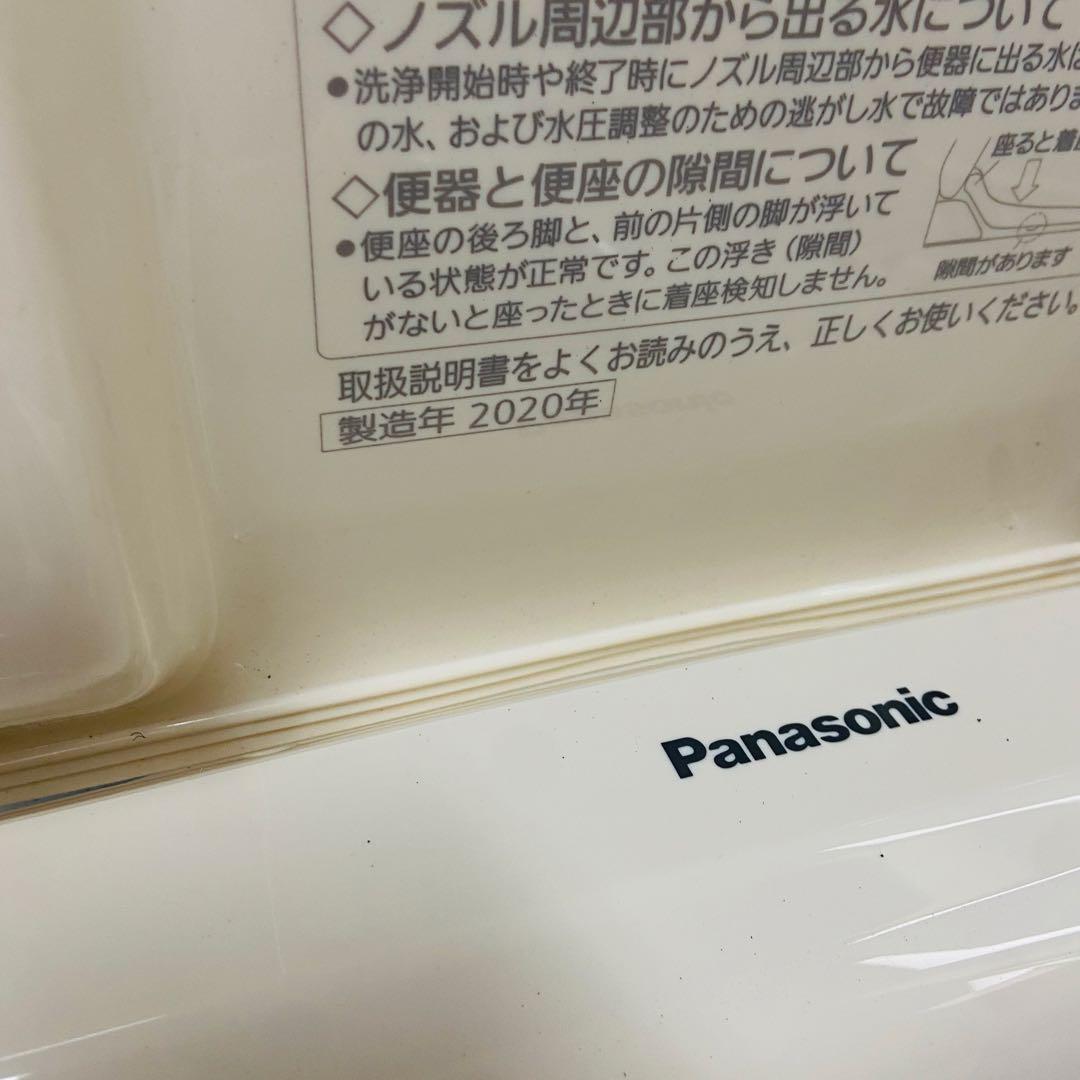 ◇ノズル周辺部から出る水について
●洗浄開始時や終了時にノズル周辺部から便器に出る水は
の水、および水圧調整のための逃がし水で故障ではありま
◇便器と便座の隙間について
●便座の後ろ脚と、前の片側の脚が浮いて
いる状態が正常です。この浮き（隙間）
がないと座ったときに着座検知しません。
座ると着座
隙間があります
取扱説明書をよくお読みのうえ、正しくお使いください。
製造年 2020年
Panasonic